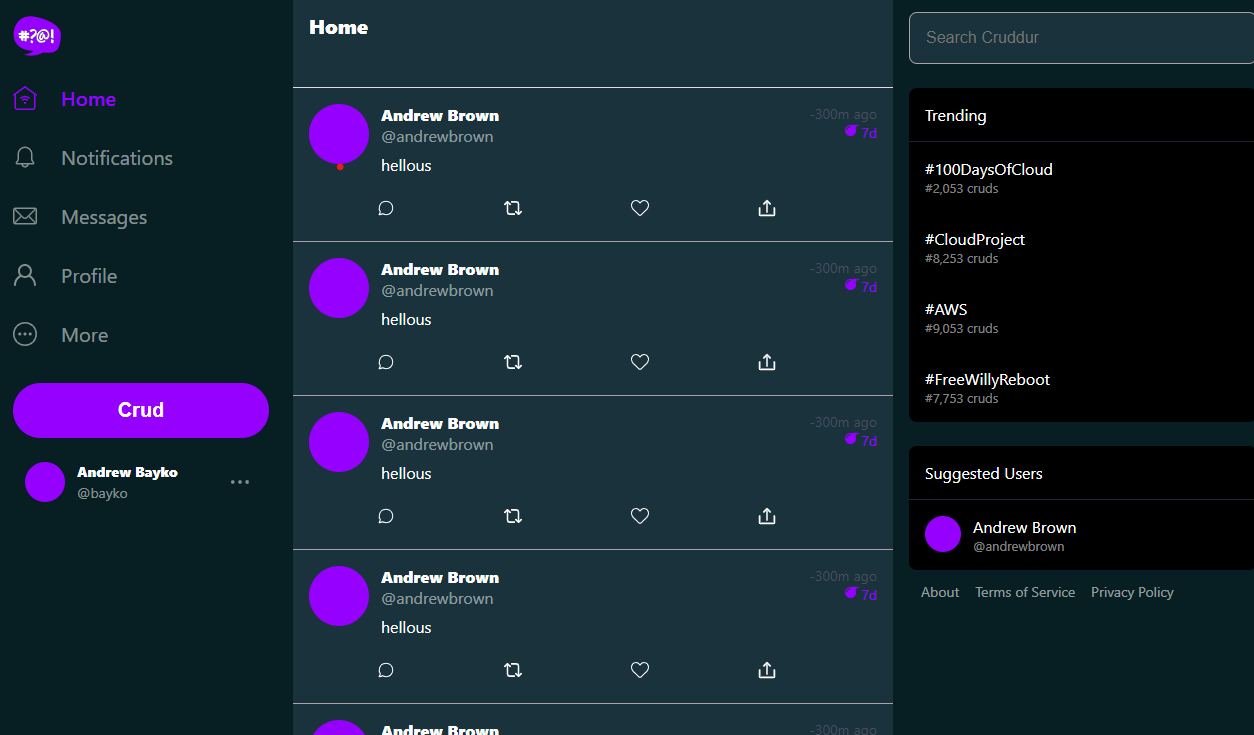 #?@!
Home
Notifications
Messages
Profile
More
Crud
Andrew Bayko
@bayko
Home
Andrew Brown
@andrewbrown
-300m ago
7d
hellous
Andrew Brown
@andrewbrown
-300m ago
7d
hellous
Andrew Brown
@andrewbrown
-300m ago
7d
hellous
Andrew Brown
@andrewbrown
-300m ago
7d
hellous
Andrew Brown
-300m ago
Search Cruddur
Trending
#100DaysOfCloud
#2,053 cruds
#CloudProject
#8,253 cruds
#AWS
#9,053 cruds
#FreeWillyReboot
#7,753 cruds
Suggested Users
Andrew Brown
@andrewbrown
About Terms of Service Privacy Policy